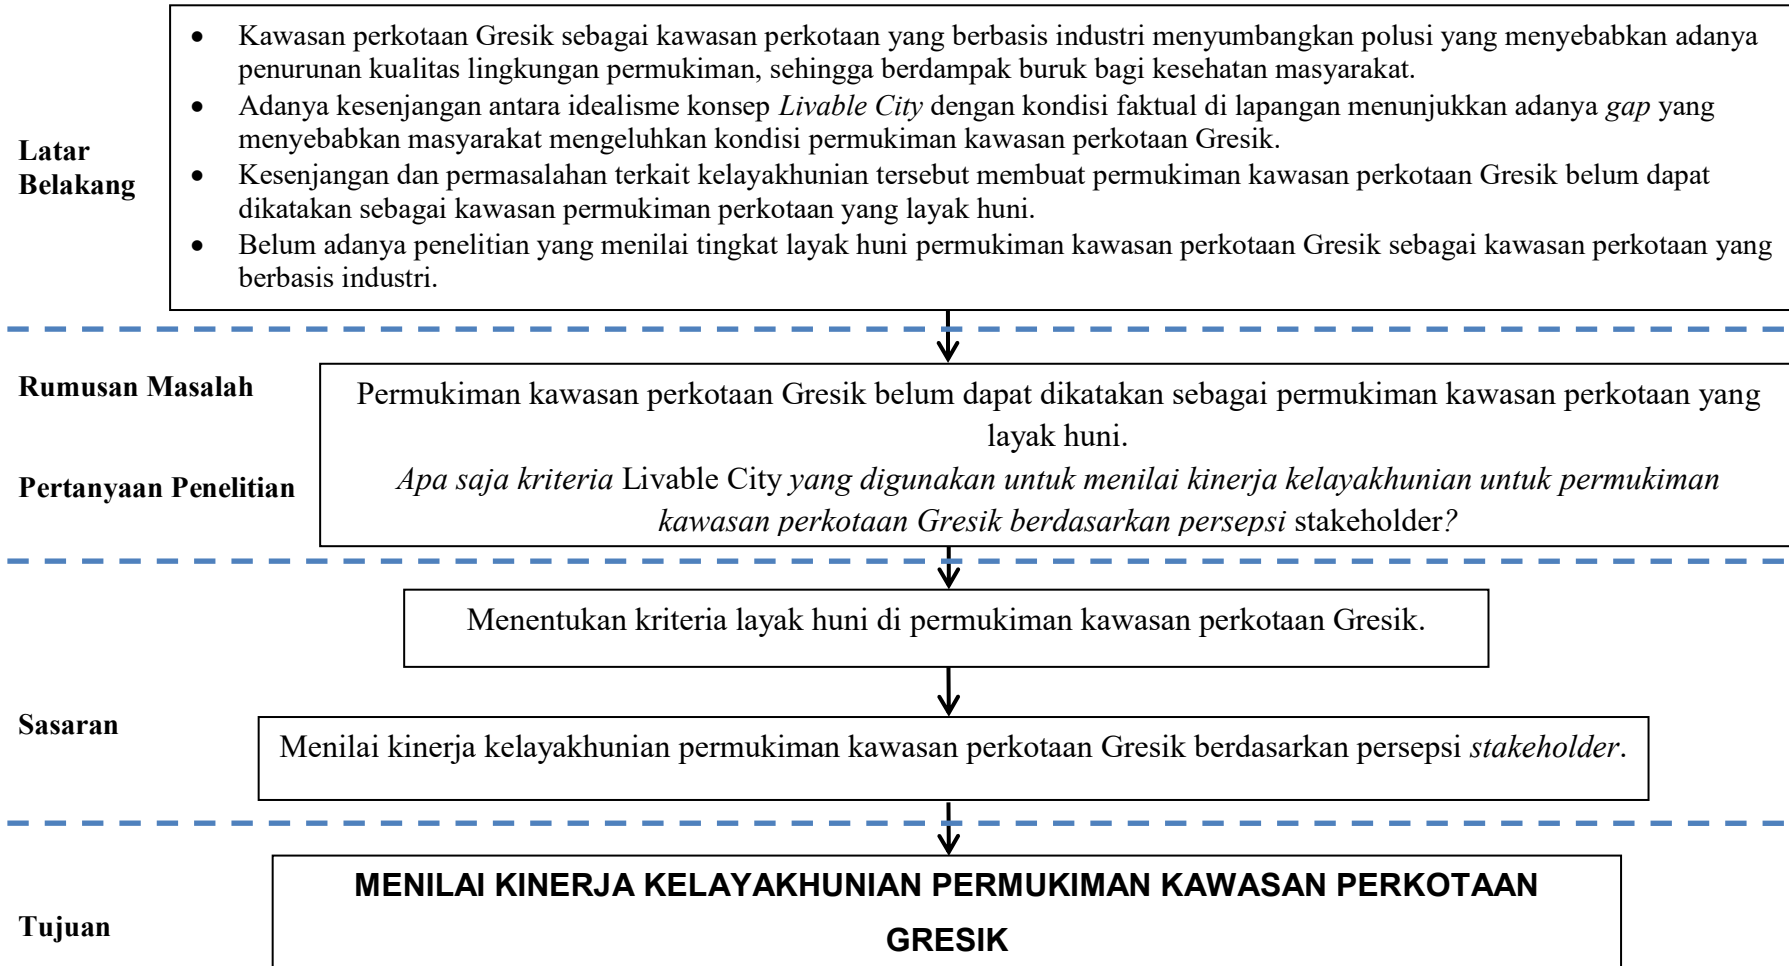 Latar
Belakang
• Kawasan perkotaan Gresik sebagai kawasan perkotaan yang berbasis industri menyumbangkan polusi yang menyebabkan adanya
penurunan kualitas lingkungan permukiman, sehingga berdampak buruk bagi kesehatan masyarakat.
• Adanya kesenjangan antara idealisme konsep Livable City dengan kondisi faktual di lapangan menunjukkan adanya gap yang
menyebabkan masyarakat mengeluhkan kondisi permukiman kawasan perkotaan Gresik.
• Kesenjangan dan permasalahan terkait kelayakhunian tersebut membuat permukiman kawasan perkotaan Gresik belum dapat
dikatakan sebagai kawasan permukiman perkotaan yang layak huni.
• Belum adanya penelitian yang menilai tingkat layak huni permukiman kawasan perkotaan Gresik sebagai kawasan perkotaan yang
berbasis industri.
Rumusan Masalah
Permukiman kawasan perkotaan Gresik belum dapat dikatakan sebagai permukiman kawasan perkotaan yang
layak huni.
Pertanyaan Penelitian
Apa saja kriteria Livable City yang digunakan untuk menilai kinerja kelayakhunian untuk permukiman
kawasan perkotaan Gresik berdasarkan persepsi stakeholder?
Sasaran
Menentukan kriteria layak huni di permukiman kawasan perkotaan Gresik.
Menilai kinerja kelayakhunian permukiman kawasan perkotaan Gresik berdasarkan persepsi stakeholder.
Tujuan
MENILAI KINERJA KELAYAKHUNIAN PERMUKIMAN KAWASAN PERKOTAAN
GRESIK